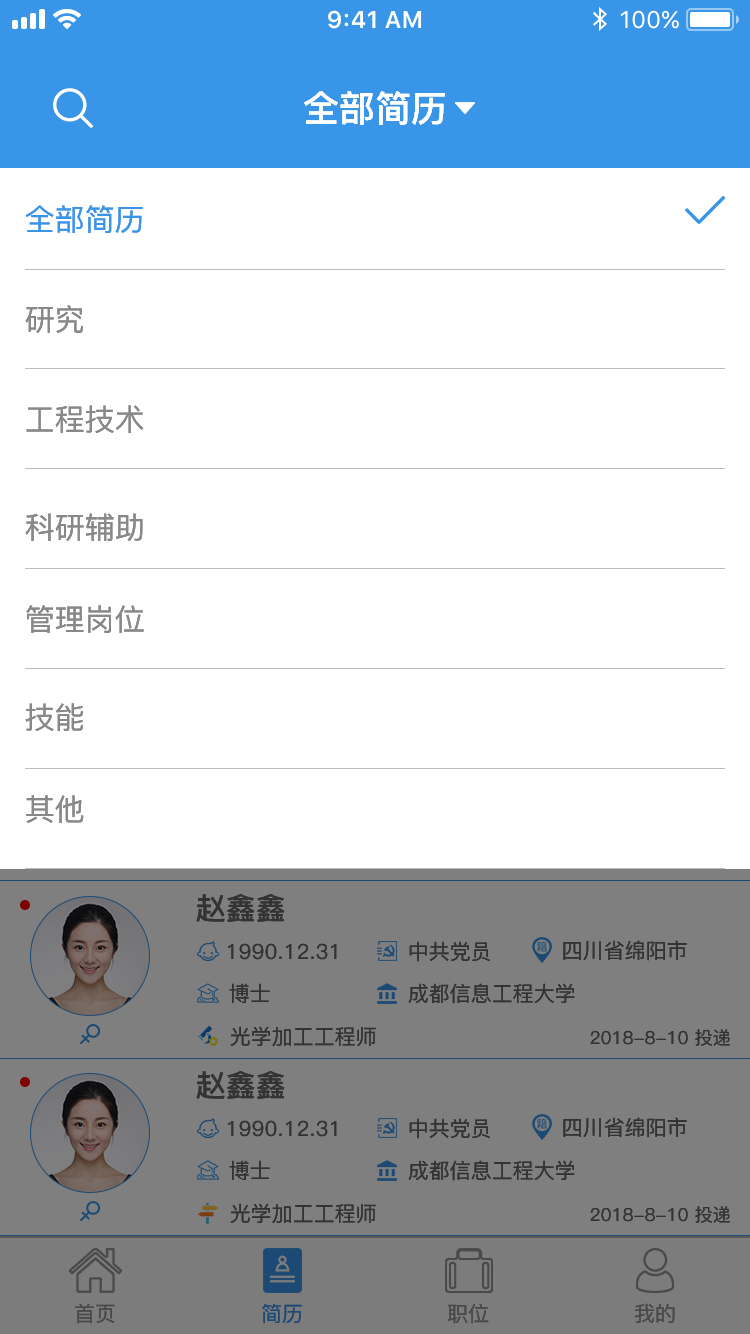 9:41 AM 100%
全部简历
全部简历
研究
工程技术
科研辅助
管理岗位
技能
其他
赵鑫鑫
1990.12.31 中共党员 籍 四川省绵阳市
博士 成都信息工程大学
光学加工工程师 2018-8-10 投递
赵鑫鑫
1990.12.31 中共党员 籍 四川省绵阳市
博士 成都信息工程大学
光学加工工程师 2018-8-10 投递
首页 简历 职位 我的